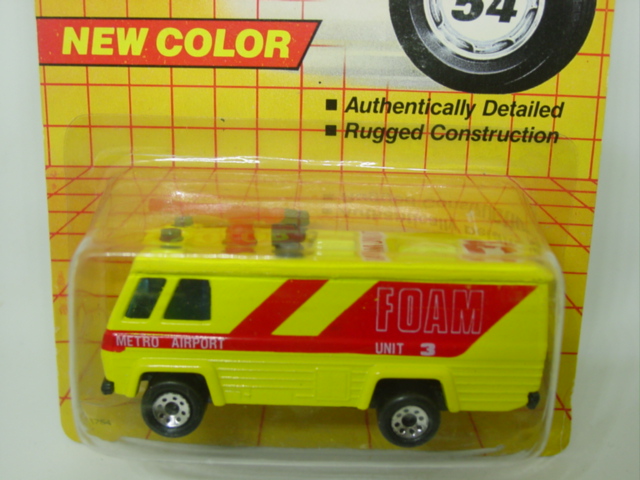 54
NEW COLOR
■ Authentically Detailed
■ Rugged Construction
FOAM
METRO AIRPORT
UNIT 3